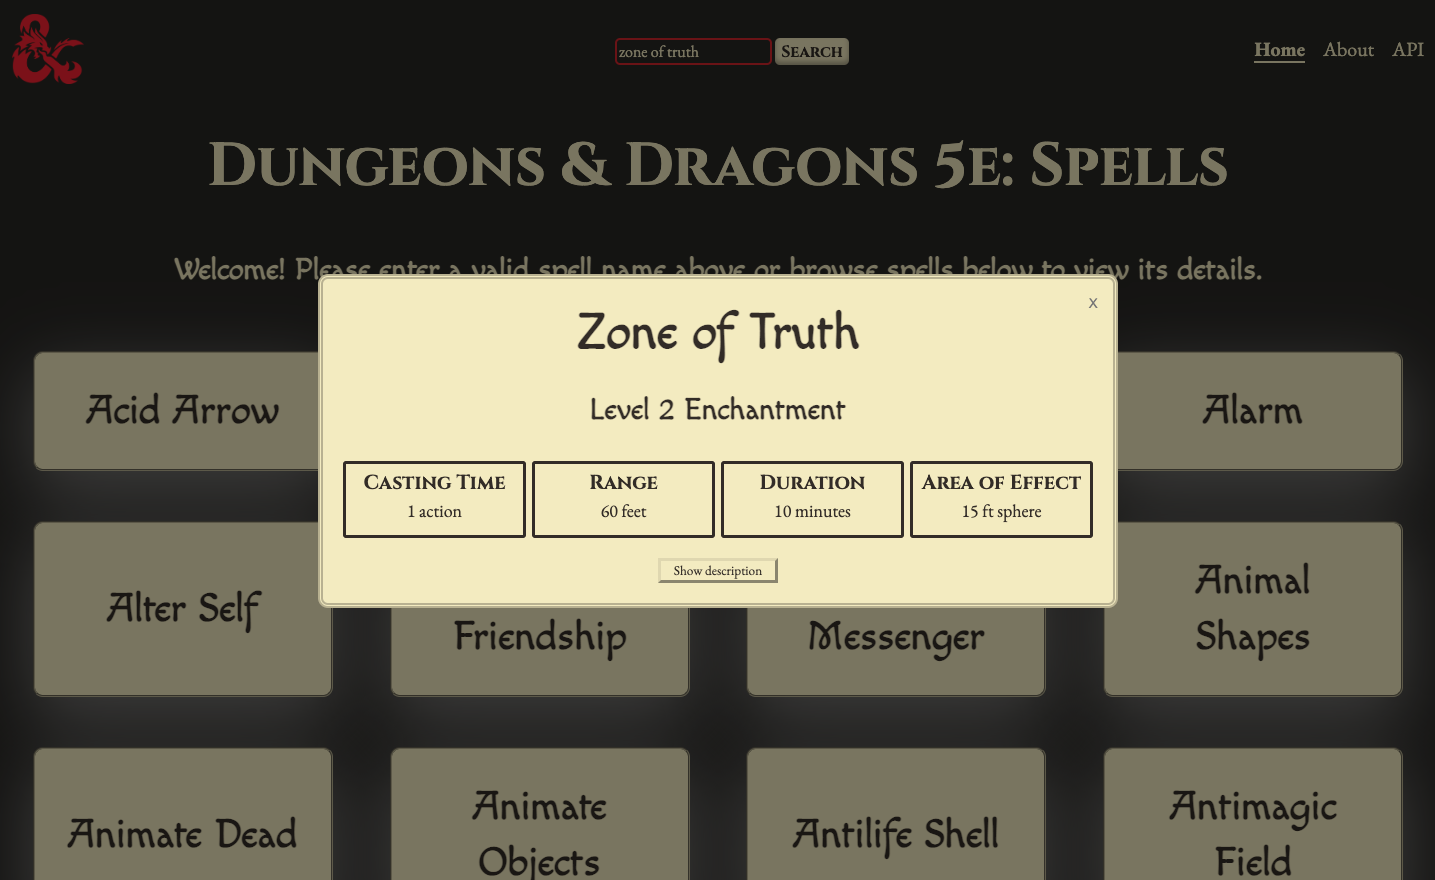 zone of truth
Search
Home
About
API
Dungeons & Dragons 5e: Spells
Welcome! Please enter a valid spell name above or browse spells below to view its details.
x
Zone of Truth
Level 2 Enchantment
Casting Time
Range
Duration
Area of Effect
1 action
60 feet
10 minutes
15 ft sphere
Show description
Acid Arrow
Alarm
Alter Self
Friendship
Messenger
Animal
Shapes
Animate Dead
Animate
Objects
Antilife Shell
Antimagic
Field